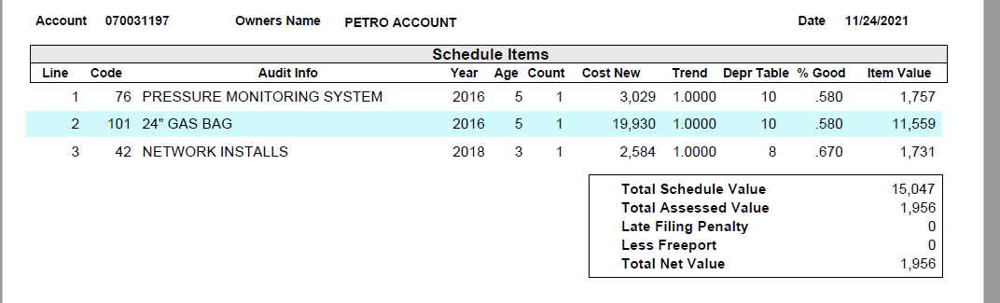 Account 070031197 Owners Name PETRO ACCOUNT Date 11/24/2021
Schedule Items
Line Code Audit Info Year Age Count Cost New Trend Depr Table % Good Item Value
1 76 PRESSURE MONITORING SYSTEM 2016 5 1 3,029 1.0000 10 .580 1,757
2 101 24" GAS BAG 2016 5 1 19,930 1.0000 10 .580 11,559
3 42 NETWORK INSTALLS 2018 3 1 2,584 1.0000 8 .670 1,731
Total Schedule Value 15,047
Total Assessed Value 1,956
Late Filing Penalty 0
Less Freeport 0
Total Net Value 1,956